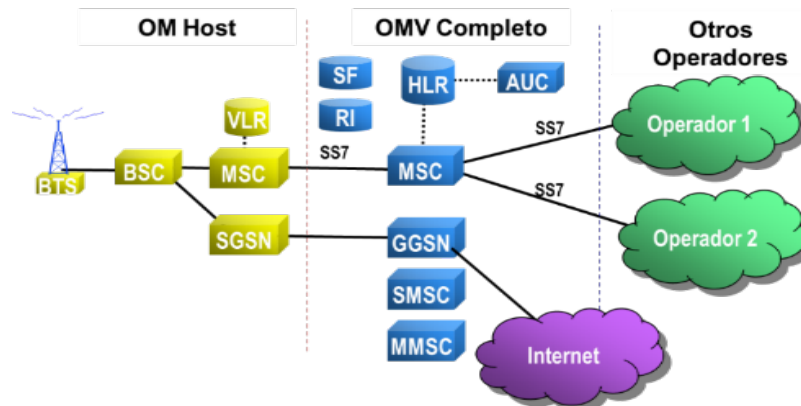 OM Host
OMV Completo
Otros
Operadores
SF
HLR
AUC
RI
VLR
SS7
SS7
Operador 1
BTS
BSC
MSC
MSC
SS7
SGSN
GGSN
Operador 2
SMSC
MMSC
Internet